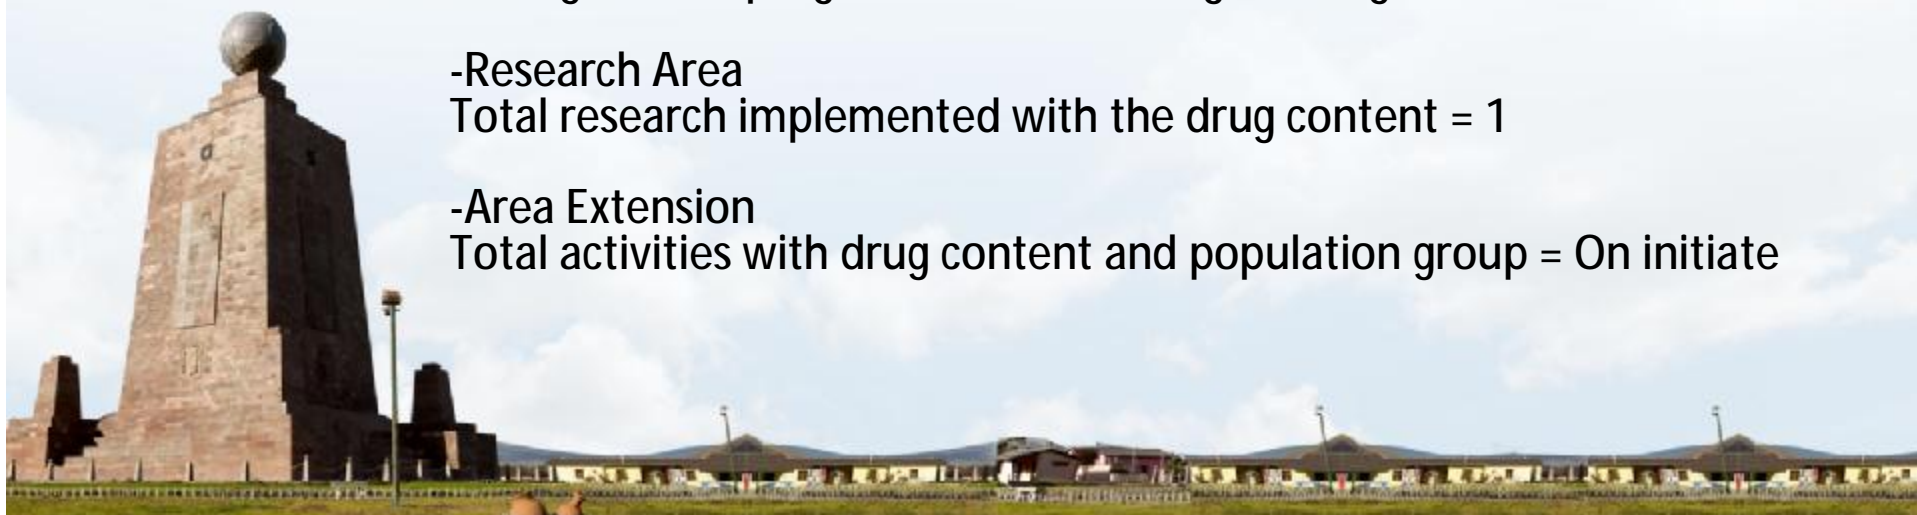 -Research Area
Total research implemented with the drug content = 1
-Area Extension
Total activities with drug content and population group = On initiate